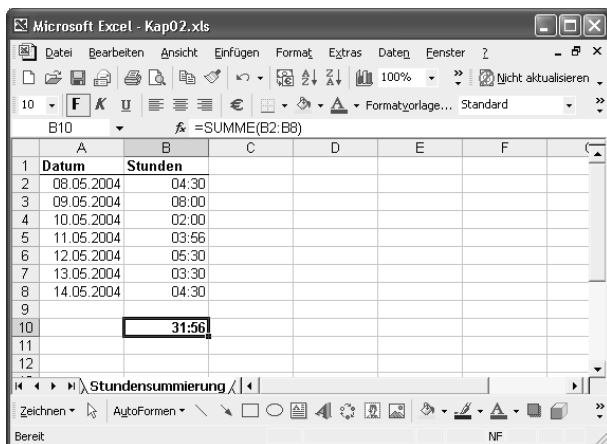 Microsoft Excel - Kap02.xls
Datei Bearbeiten Ansicht Einfügen Format Extras Daten Fenster ?
100% Nicht aktualisieren
10 F K U € A Formatvorlage... Standard
B10 fx =SUMME(B2:B8)
A B C D E F
1 Datum Stunden
2 08.05.2004 04:30
3 09.05.2004 08:00
4 10.05.2004 02:00
5 11.05.2004 03:56
6 12.05.2004 05:30
7 13.05.2004 03:30
8 14.05.2004 04:30
9
10 31:56
11
12
Stundensummierung
Zeichnen AutoFormen
Bereit NF